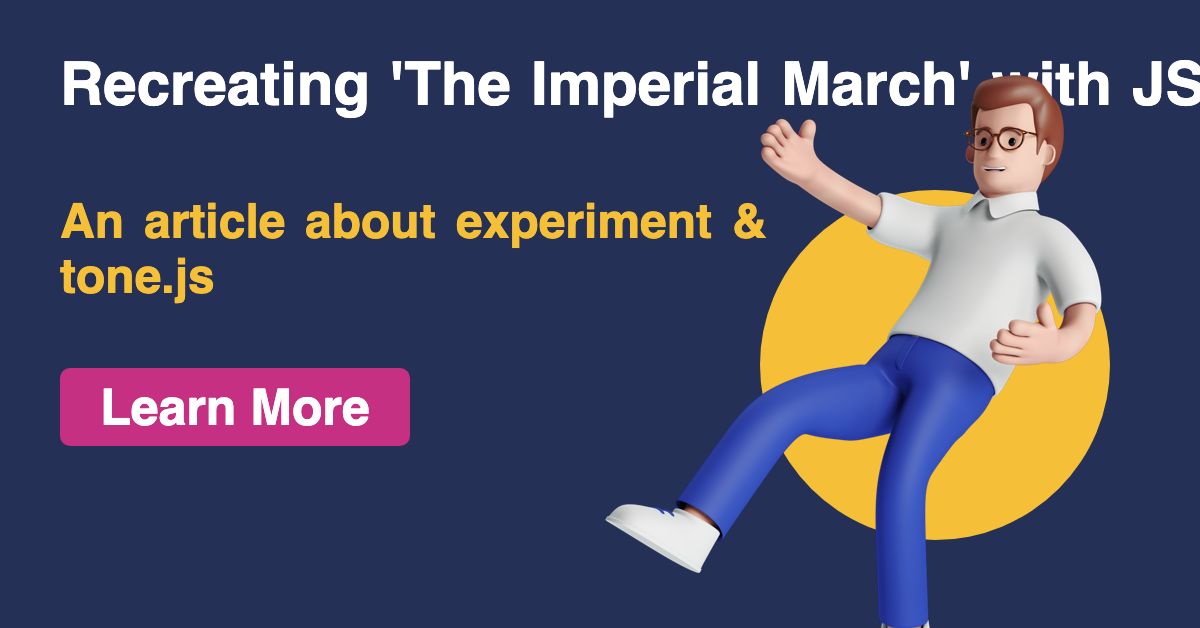 Recreating 'The Imperial March' with JS
An article about experiment &
tone.js
Learn More